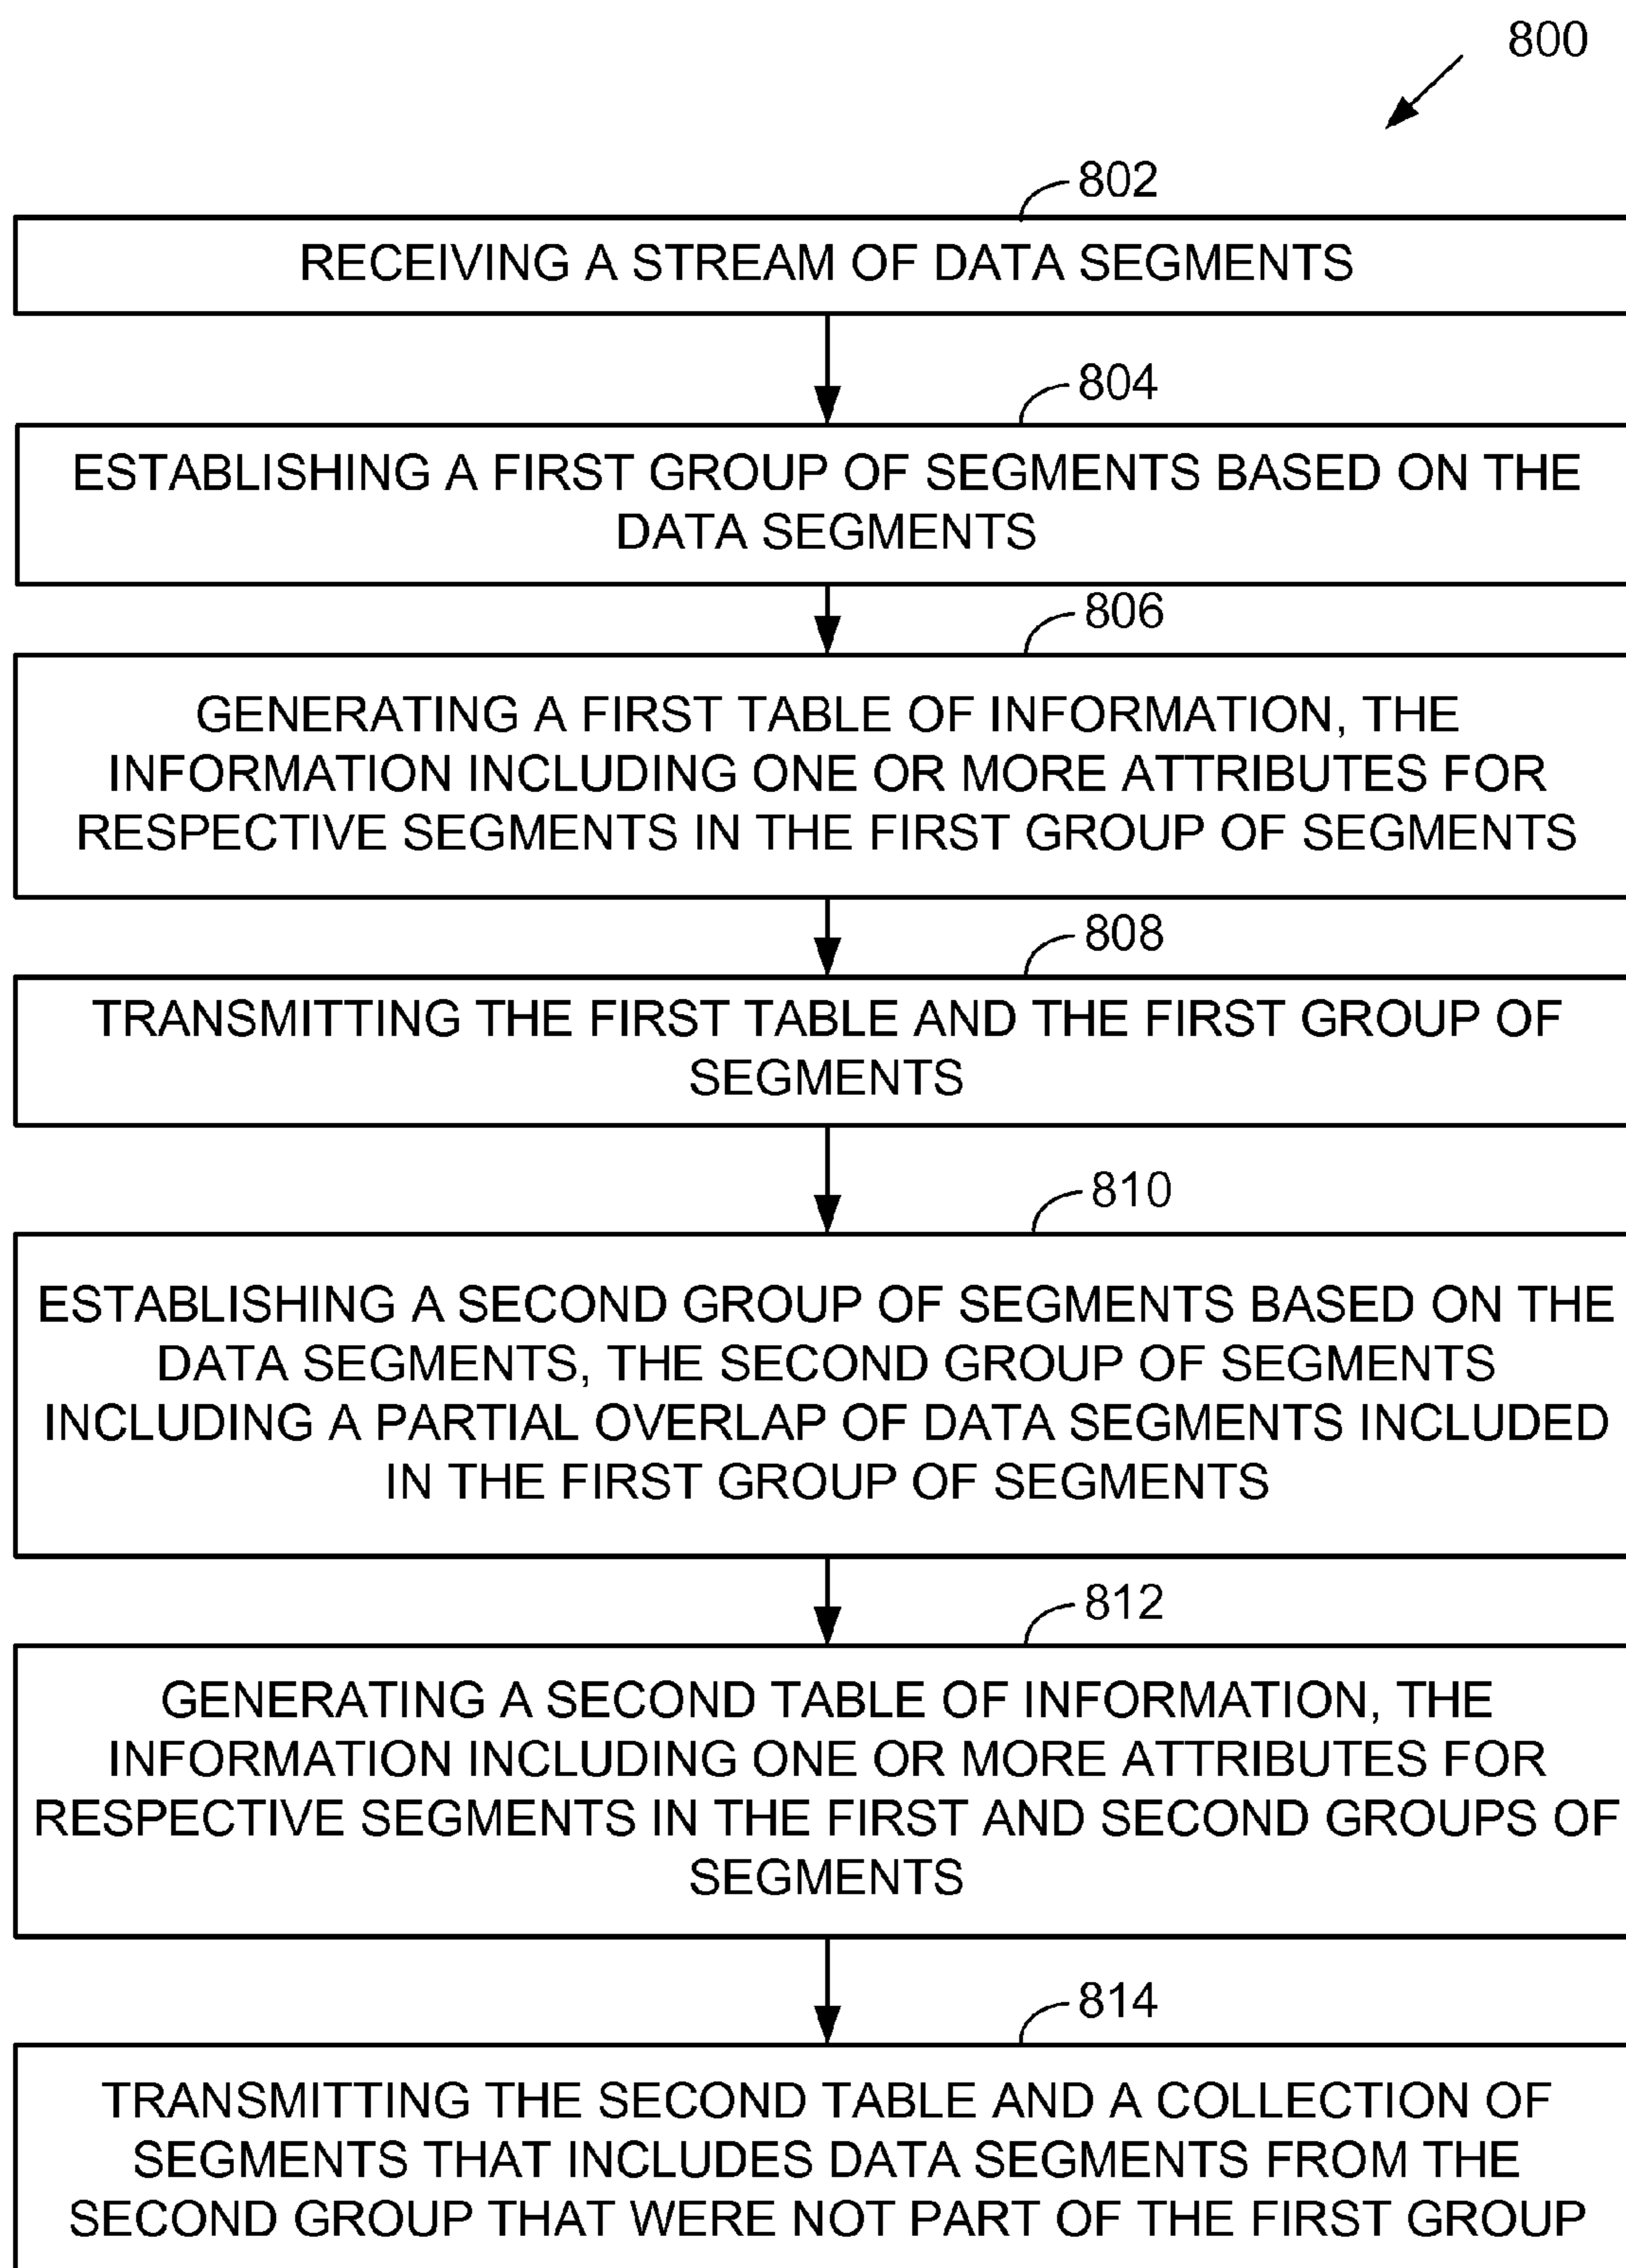 800
802
RECEIVING A STREAM OF DATA SEGMENTS
804
ESTABLISHING A FIRST GROUP OF SEGMENTS BASED ON THE
DATA SEGMENTS
806
GENERATING A FIRST TABLE OF INFORMATION, THE
INFORMATION INCLUDING ONE OR MORE ATTRIBUTES FOR
RESPECTIVE SEGMENTS IN THE FIRST GROUP OF SEGMENTS
808
TRANSMITTING THE FIRST TABLE AND THE FIRST GROUP OF
SEGMENTS
810
ESTABLISHING A SECOND GROUP OF SEGMENTS BASED ON THE
DATA SEGMENTS, THE SECOND GROUP OF SEGMENTS
INCLUDING A PARTIAL OVERLAP OF DATA SEGMENTS INCLUDED
IN THE FIRST GROUP OF SEGMENTS
812
GENERATING A SECOND TABLE OF INFORMATION, THE
INFORMATION INCLUDING ONE OR MORE ATTRIBUTES FOR
RESPECTIVE SEGMENTS IN THE FIRST AND SECOND GROUPS OF
SEGMENTS
814
TRANSMITTING THE SECOND TABLE AND A COLLECTION OF
SEGMENTS THAT INCLUDES DATA SEGMENTS FROM THE
SECOND GROUP THAT WERE NOT PART OF THE FIRST GROUP